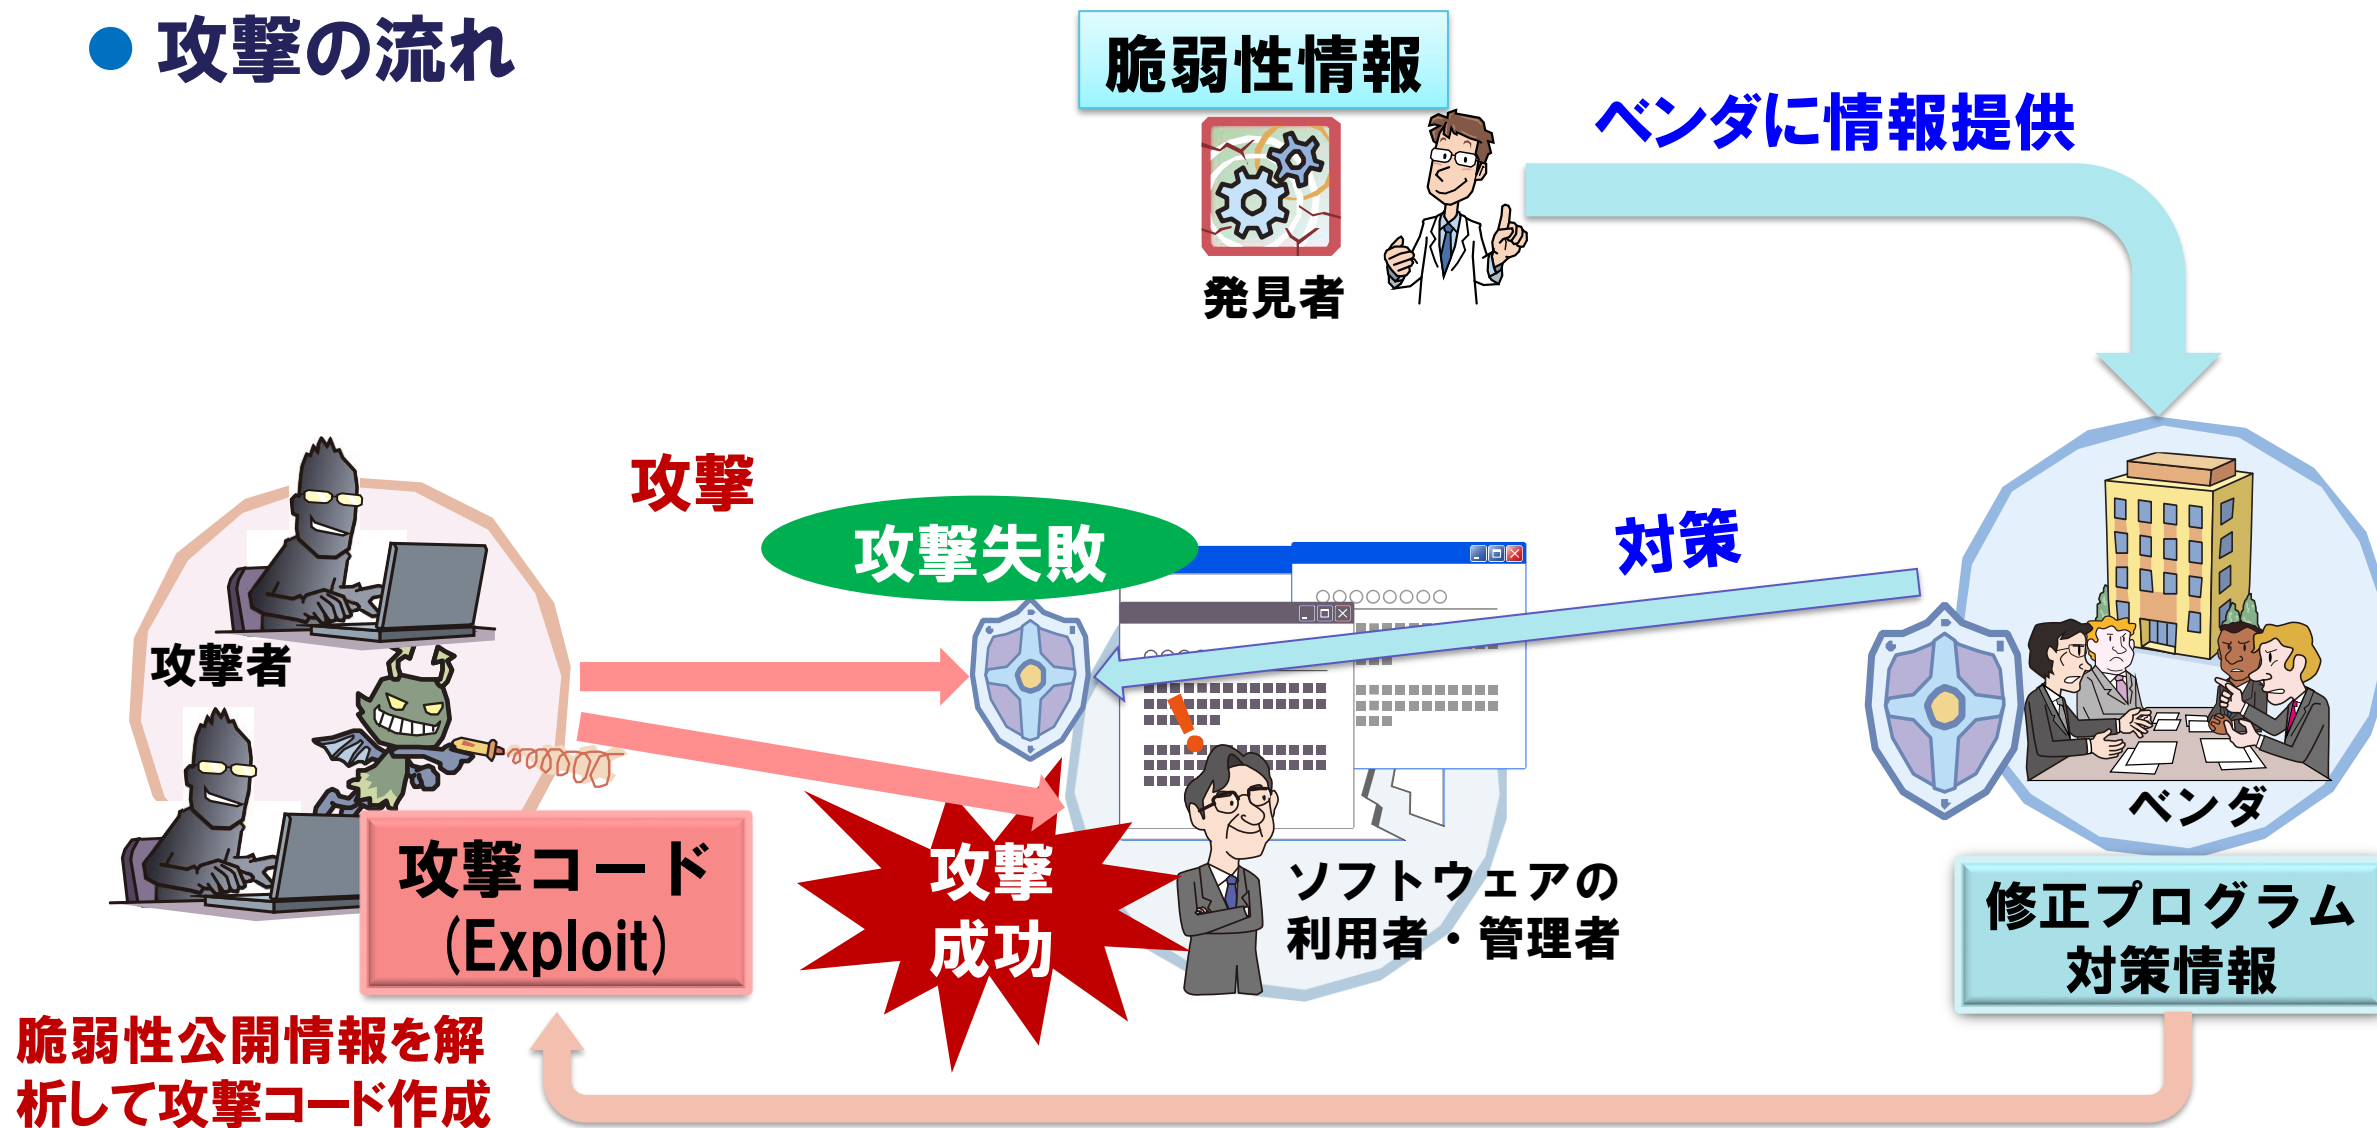 攻撃の流れ
脆弱性情報
ベンダに情報提供
発見者
攻撃
攻撃失敗
対策
攻撃者
ベンダ
攻撃コード
(Exploit)
攻撃
成功
ソフトウェアの
利用者・管理者
修正プログラム
対策情報
脆弱性公開情報を解
析して攻撃コード作成